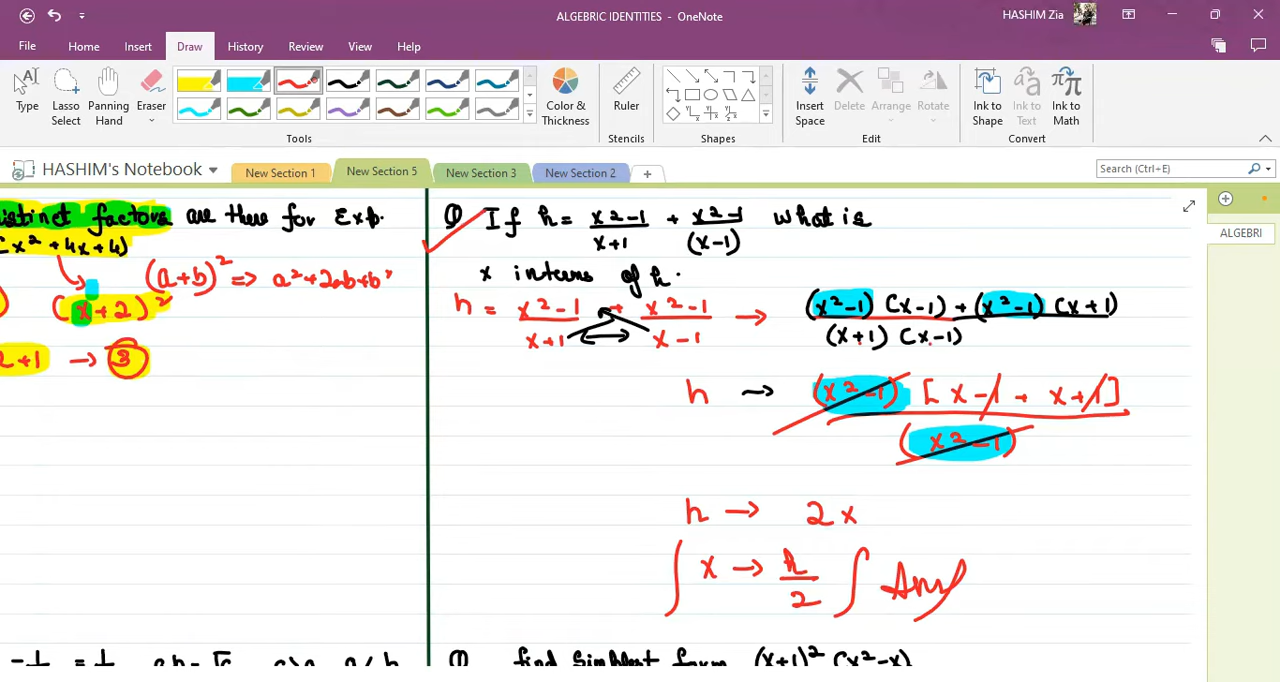 ALGEBRIC IDENTITIES - OneNote
HASHIM Zia
File Home Insert Draw History Review View Help
Type
Lasso Select
Panning Hand
Eraser
Color & Thickness
Ruler
Insert Space
Delete
Arrange
Rotate
Ink to Shape
Ink to Text
Ink to Math
Tools
Stencils
Shapes
Edit
Convert
HASHIM's Notebook
New Section 1
New Section 5
New Section 3
New Section 2
Search (Ctrl+E)
ALGEBRI
istinct factors are there for Exp.
(x² + 4x + 4)
(a+b)² => a²+2ab+b²
(x+2)²
2+1 → 3
Q If h = x²-1/x+1 + x²-1/(x-1) what is
x interms of h.
h = x²-1/x+1 + x²-1/x-1 → (x²-1)(x-1) + (x²-1)(x+1)/(x+1)(x-1)
h → (x²-1)[x-1 + x+1]/(x²-1)
h → 2x
x → h/2 Ans
Q find simplest form (x+1)² (x²-x)